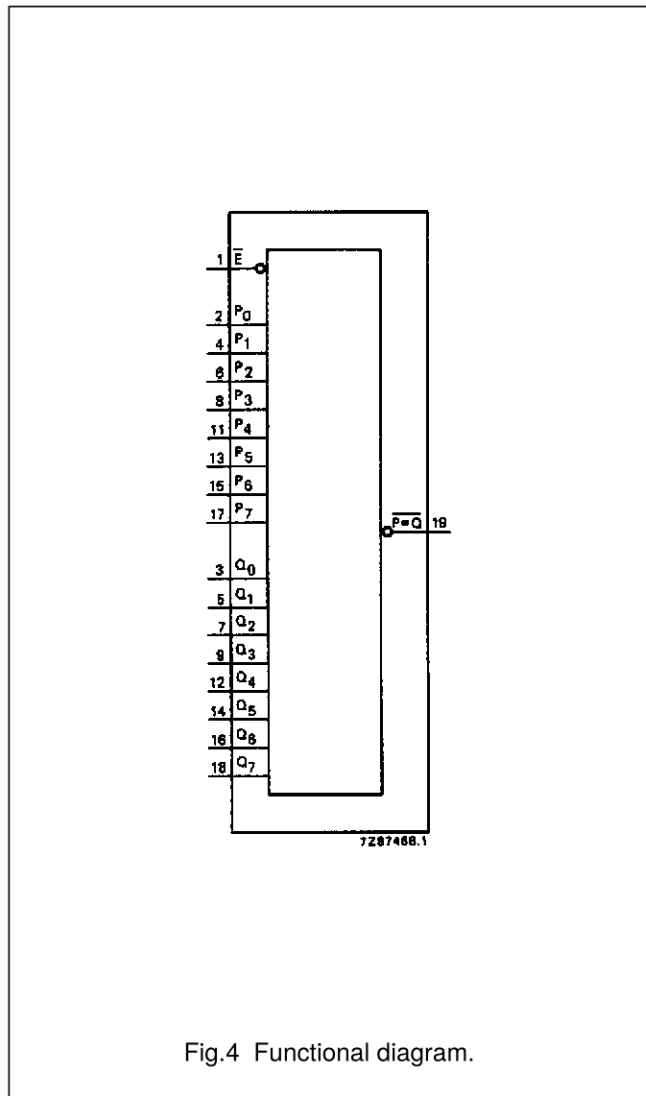 1 E̅
2 P0
4 P1
6 P2
8 P3
11 P4
13 P5
15 P6
17 P7
P=Q 19
3 Q0
5 Q1
7 Q2
9 Q3
12 Q4
14 Q5
16 Q6
18 Q7
7Z87468.1
Fig.4 Functional diagram.